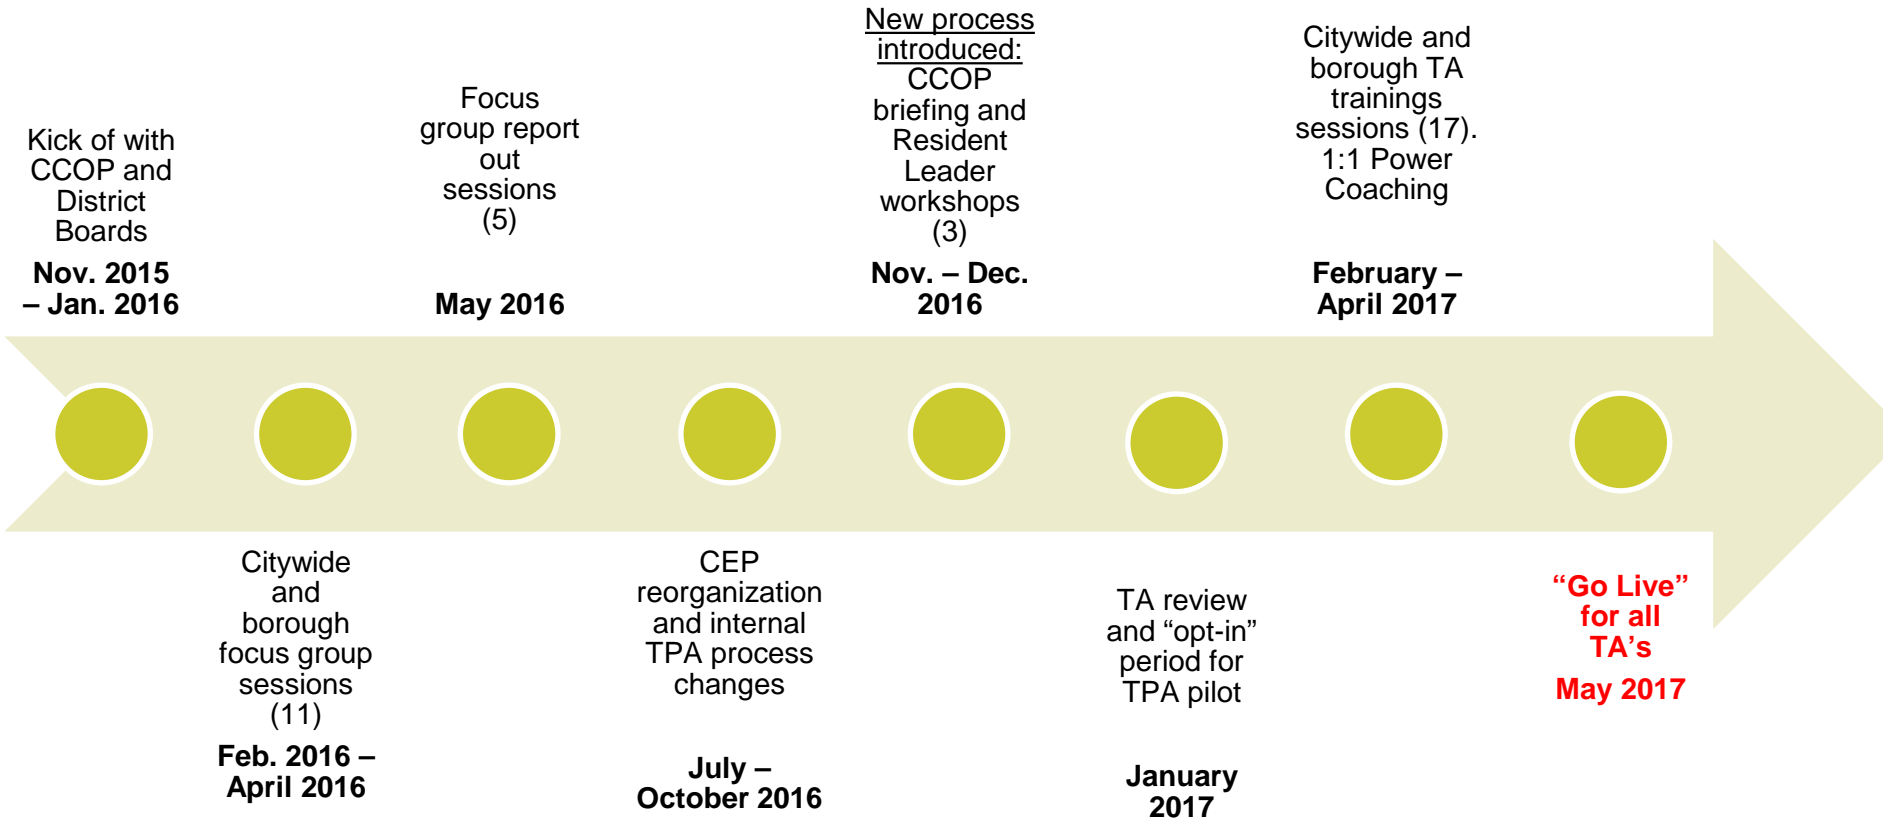 Kick of with
CCOP and
District
Boards
Nov. 2015
– Jan. 2016
Citywide
and
borough
focus group
sessions
(11)
Feb. 2016 –
April 2016
Focus
group report
out
sessions
(5)
May 2016
CEP
reorganization
and internal
TPA process
changes
July –
October 2016
New process
introduced:
CCOP
briefing and
Resident
Leader
workshops
(3)
Nov. – Dec.
2016
TA review
and “opt-in”
period for
TPA pilot
January
2017
Citywide and
borough TA
trainings
sessions (17).
1:1 Power
Coaching
February –
April 2017
“Go Live”
for all
TA’s
May 2017